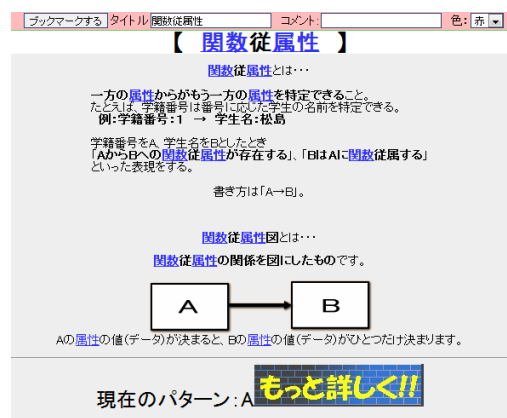 ブックマークする タイトル 関数従属性 コメント: 色: 赤
【 関数従属性 】
関数従属性とは・・・
一方の属性からがもう一方の属性を特定できること。
たとえば、学籍番号は番号に応じた学生の名前を特定できる。
例:学籍番号:1 → 学生名:松島
学籍番号をA、学生名をBとしたとき
「AからBへの関数従属性が存在する」、「BはAに関数従属する」
といった表現をする。
書き方は「A→B」。
関数従属性図とは・・・
関数従属性の関係を図にしたものです。
A B
Aの属性の値(データ)が決まると、Bの属性の値(データ)がひとつだけ決まります。
現在のパターン:A もっと詳しく!!